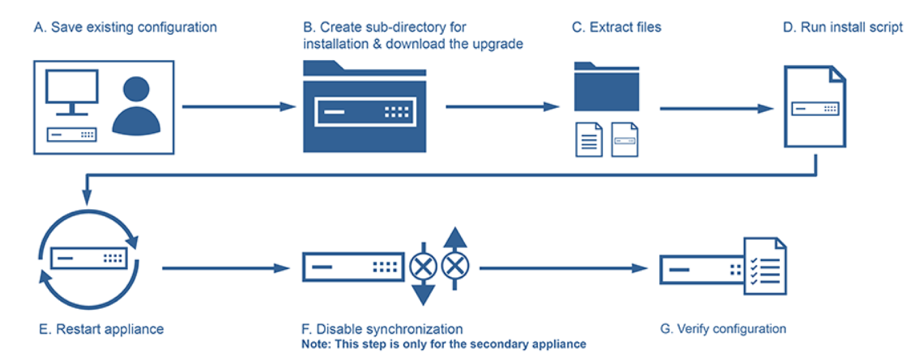 A. Save existing configuration
B. Create sub-directory for
installation & download the upgrade
C. Extract files
D. Run install script
E. Restart appliance
F. Disable synchronization
Note: This step is only for the secondary appliance
G. Verify configuration